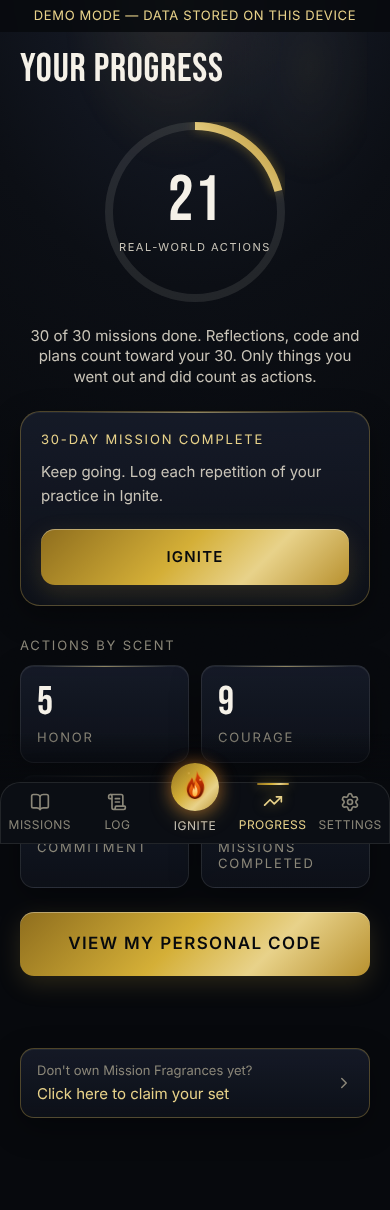 DEMO MODE — DATA STORED ON THIS DEVICE
YOUR PROGRESS
21
REAL-WORLD ACTIONS
30 of 30 missions done. Reflections, code and
plans count toward your 30. Only things you
went out and did count as actions.
30-DAY MISSION COMPLETE
Keep going. Log each repetition of your
practice in Ignite.
IGNITE
ACTIONS BY SCENT
5
HONOR
9
COURAGE
MISSIONS
LOG
IGNITE
PROGRESS
SETTINGS
COMMITMENT
MISSIONS
COMPLETED
VIEW MY PERSONAL CODE
Don't own Mission Fragrances yet?
Click here to claim your set